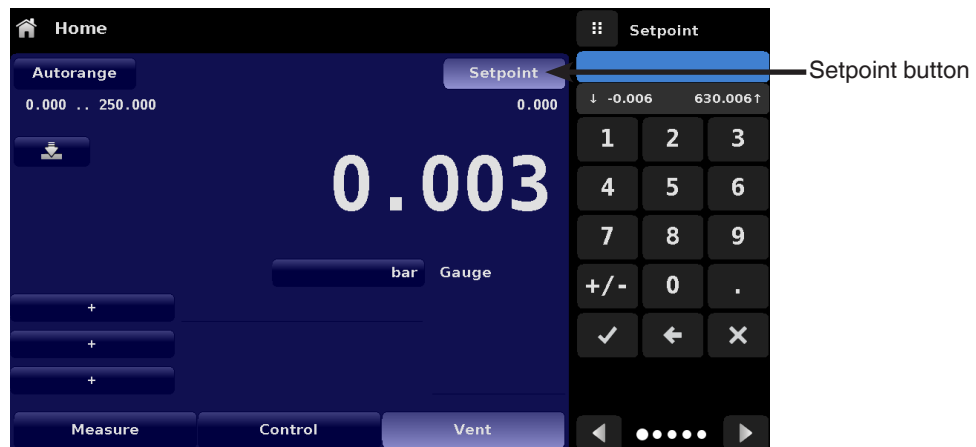 Home
Setpoint
Autorange
Setpoint
Setpoint button
0.000 .. 250.000
0.000
↓ -0.006 630.006↑
0.003
bar Gauge
+
+
+
Measure Control Vent
1 2 3
4 5 6
7 8 9
+/- 0 .